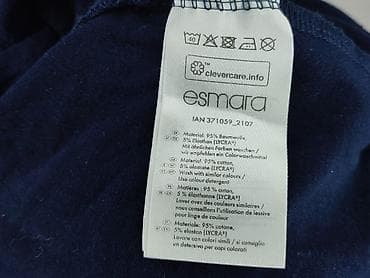 40
clevercare.info
esmara
IAN 371059_2107
Material: 95% Baumwolle,
5% Elasthan (LYCRA®)
Mit ähnlichen Farben waschen /
wir empfehlen ein Colorwaschmittel
Material: 95% cotton,
5% elastane (LYCRA®)
Wash with similar colours /
Use colour detergent
Matières : 95 % coton,
5 % élasthanne (LYCRA®)
Laver avec des couleurs similaires /
nous conseillons l'utilisation de lessive
pour linge de couleur
Materiale: 95% cotone,
5% elastan (LYCRA®)
Lavare con colori simili / si consiglia
un detersivo per capi colorati